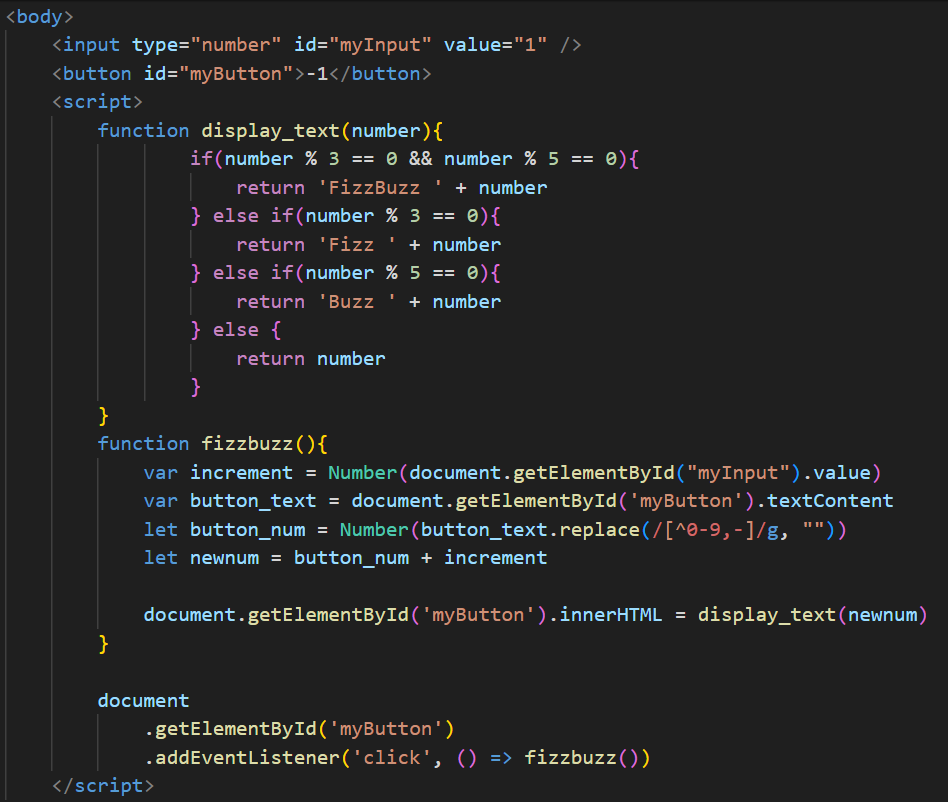 <body>
    <input type="number" id="myInput" value="1" />
    <button id="myButton">-1</button>
    <script>
        function display_text(number){
                if(number % 3 == 0 && number % 5 == 0){
                    return 'FizzBuzz ' + number
                } else if(number % 3 == 0){
                    return 'Fizz ' + number
                } else if(number % 5 == 0){
                    return 'Buzz ' + number
                } else {
                    return number
                }
        }
        function fizzbuzz(){
            var increment = Number(document.getElementById("myInput").value)
            var button_text = document.getElementById('myButton').textContent
            let button_num = Number(button_text.replace(/[^0-9,-]/g, ""))
            let newnum = button_num + increment

            document.getElementById('myButton').innerHTML = display_text(newnum)
        }

        document
            .getElementById('myButton')
            .addEventListener('click', () => fizzbuzz())
    </script>